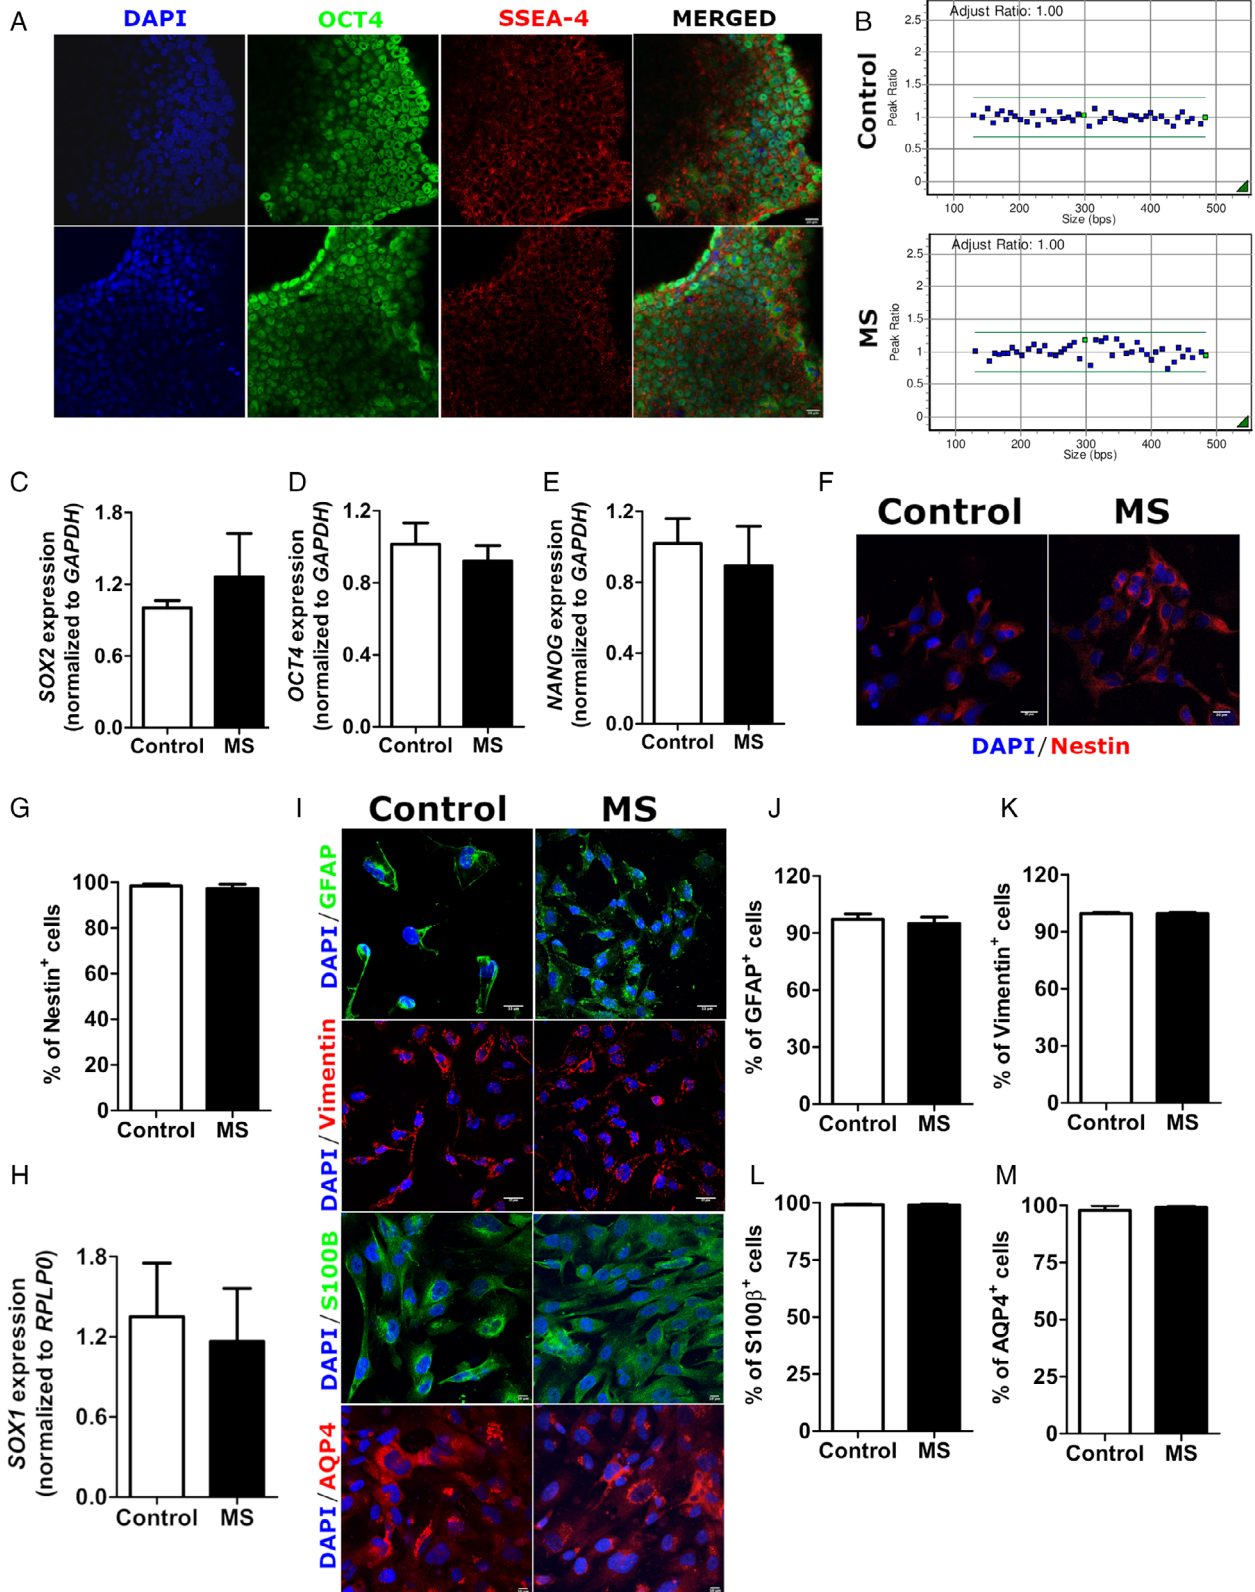 A
DAPI
OCT4
SSEA-4
MERGED
B
Control
Adjust Ratio: 1.00
Peak Ratio
2.5
2
1.5
1
0.5
0
100 200 300 400 500
Size (bps)
MS
Adjust Ratio: 1.00
Peak Ratio
2.5
2
1.5
1
0.5
0
100 200 300 400 500
Size (bps)
C
SOX2 expression
(normalized to GAPDH)
1.8
1.2
0.6
0.0
Control MS
D
OCT4 expression
(normalized to GAPDH)
1.2
0.8
0.4
0.0
Control MS
E
NANOG expression
(normalized to GAPDH)
1.2
0.8
0.4
0.0
Control MS
F
Control MS
DAPI/Nestin
G
% of Nestin+ cells
100
80
60
40
20
0
Control MS
H
SOX1 expression
(normalized to RPLP0)
1.8
1.2
0.6
0.0
Control MS
I
Control MS
DAPI/GFAP
DAPI/Vimentin
DAPI/S100B
DAPI/AQP4
J
% of GFAP+ cells
120
90
60
30
0
Control MS
K
% of Vimentin+ cells
120
90
60
30
0
Control MS
L
% of S100β+ cells
100
75
50
25
0
Control MS
M
% of AQP4+ cells
100
75
50
25
0
Control MS